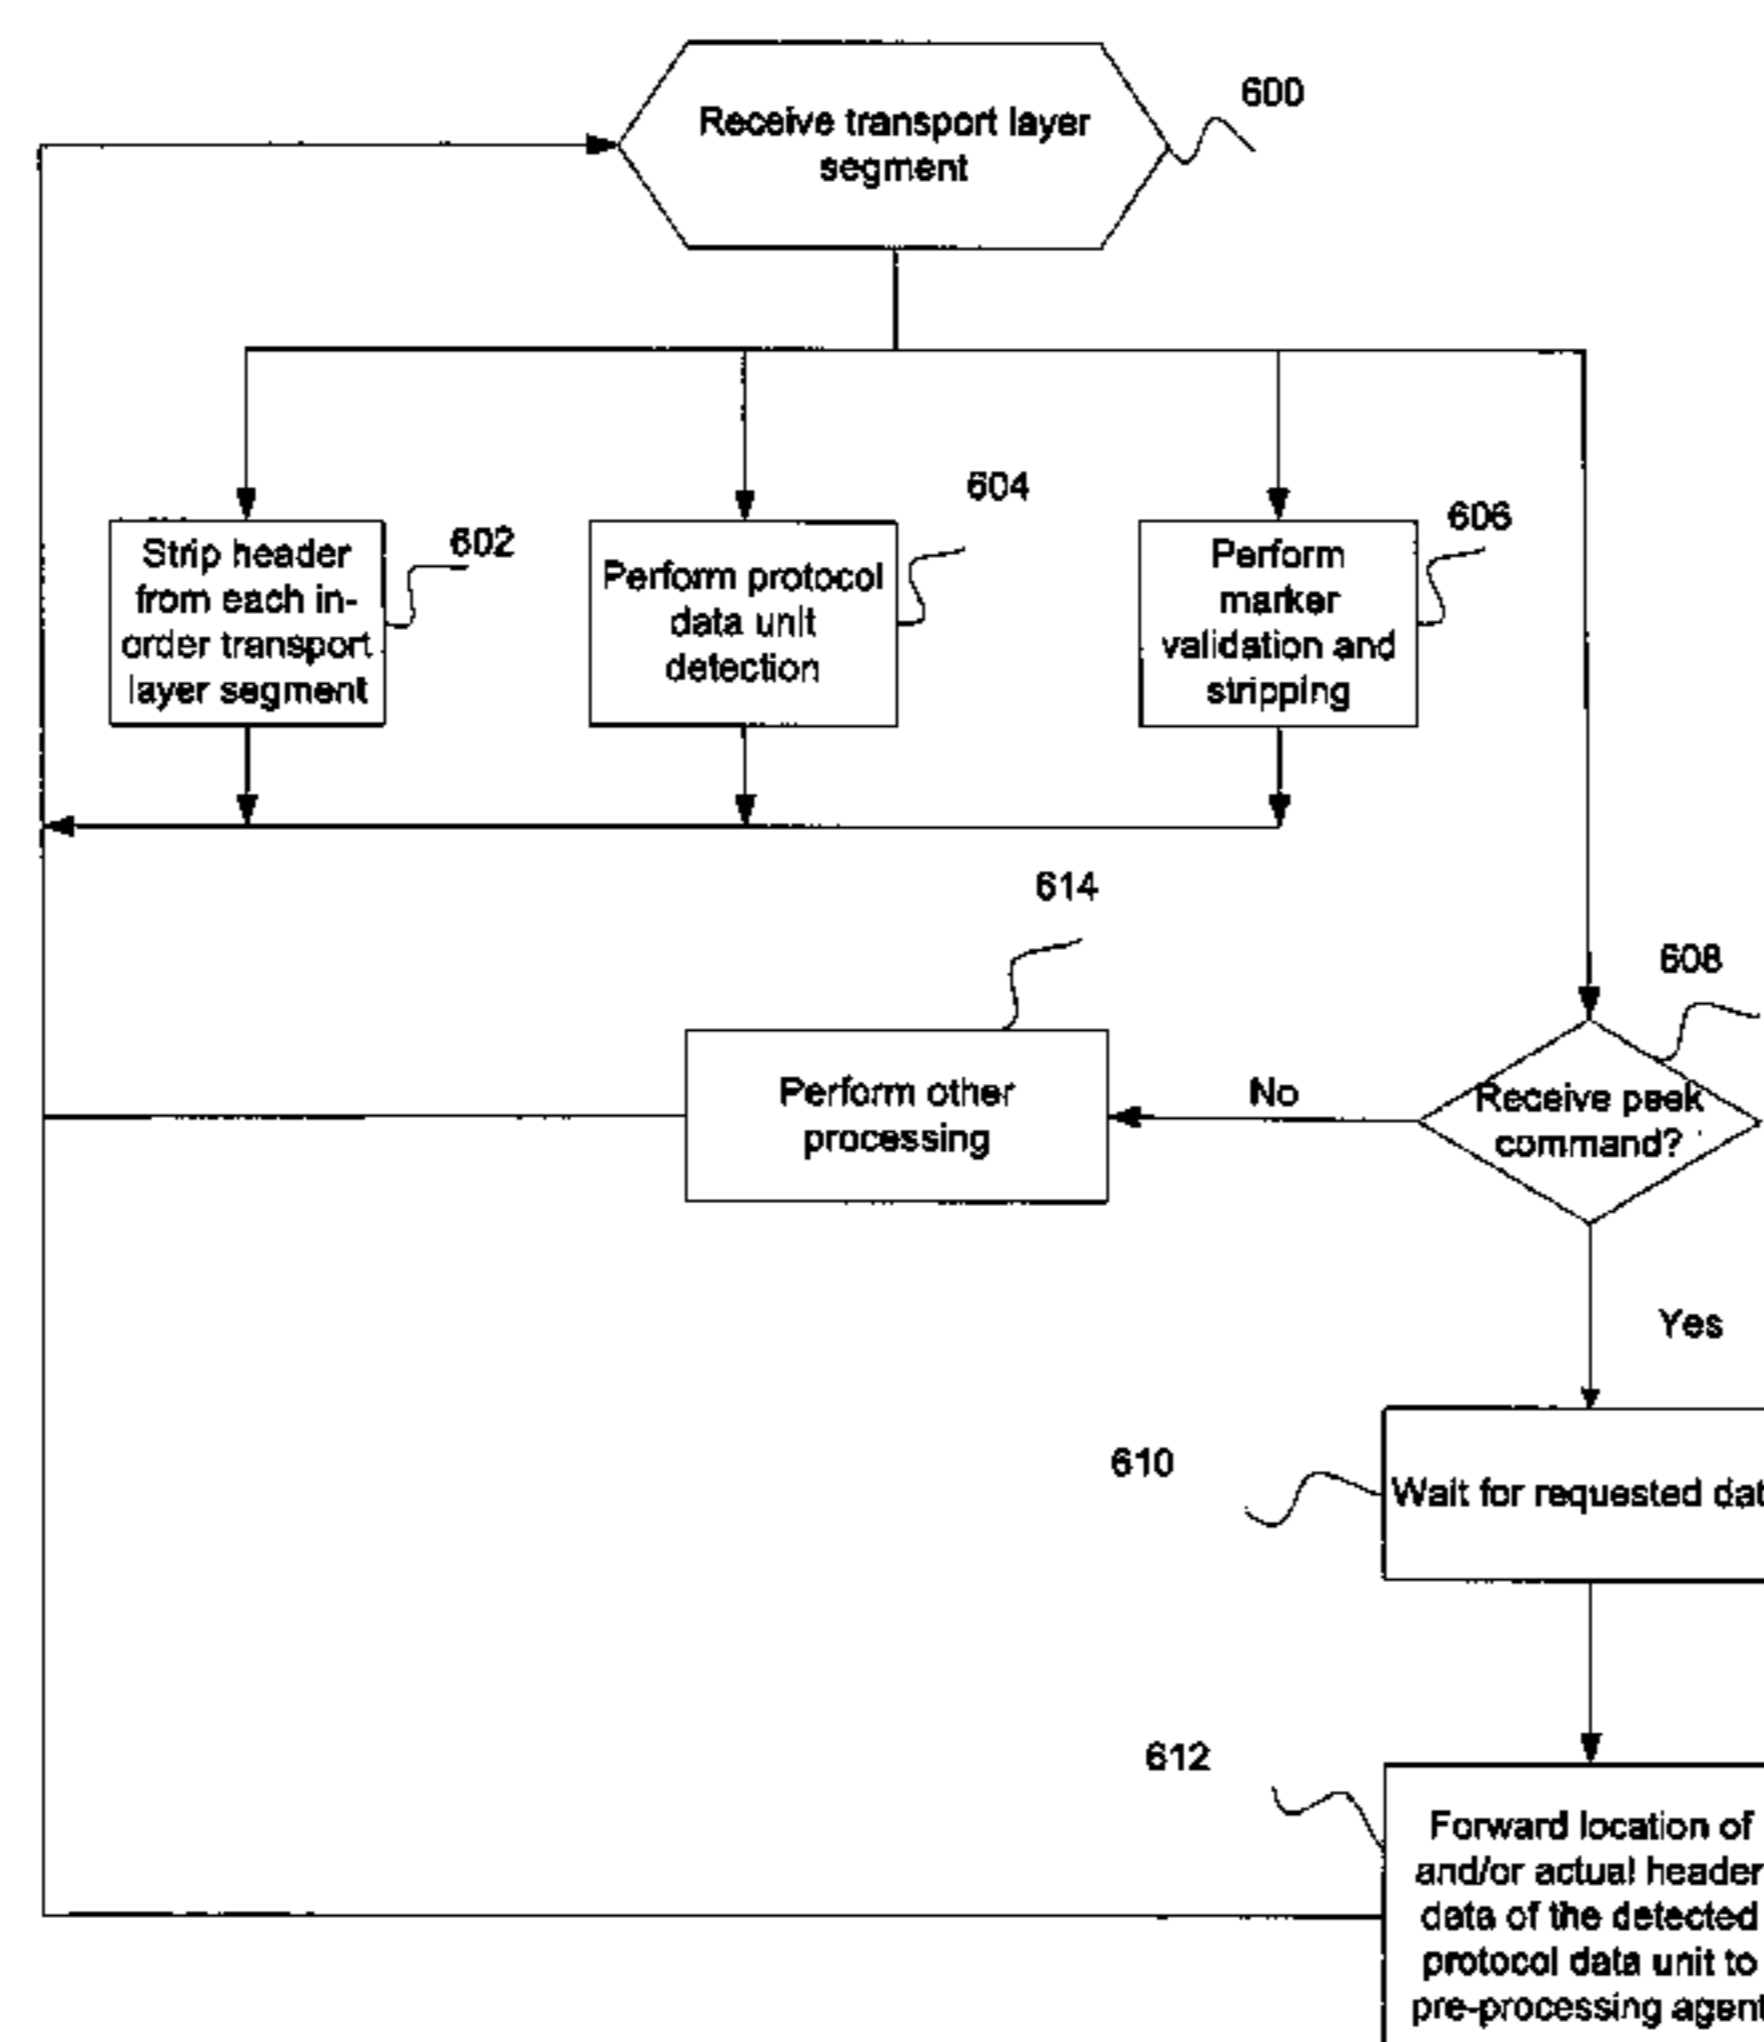 Receive transport layer
segment
600
Strip header
from each in-
order transport
layer segment
602
Perform protocol
data unit
detection
604
Perform
marker
validation and
stripping
606
614
Perform other
processing
No
608
Receive peek
command?
Yes
610
Wait for requested dat
612
Forward location of
and/or actual header
data of the detected
protocol data unit to
pre-processing agent